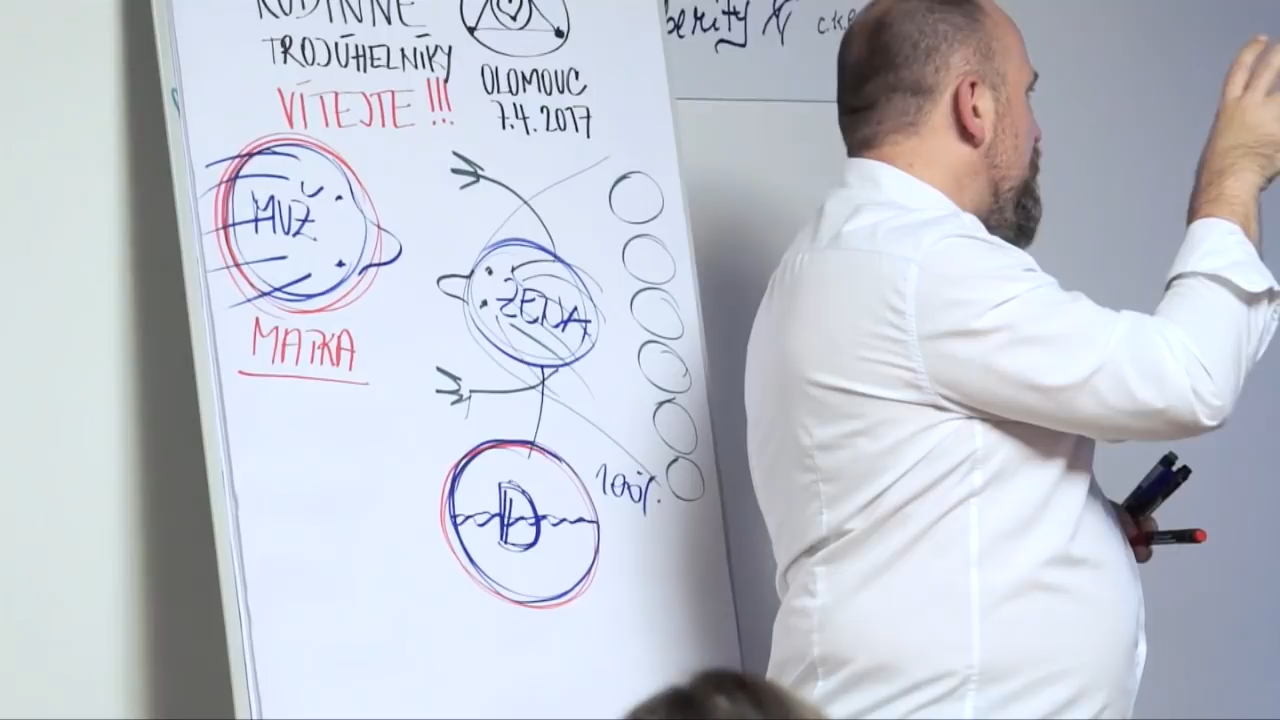 RODINNÉ
TROJÚHELNÍKY
VÍTEJTE !!!
OLOMOUC
7.4.2017
MUŽ
MATKA
ŽENA
D
100%